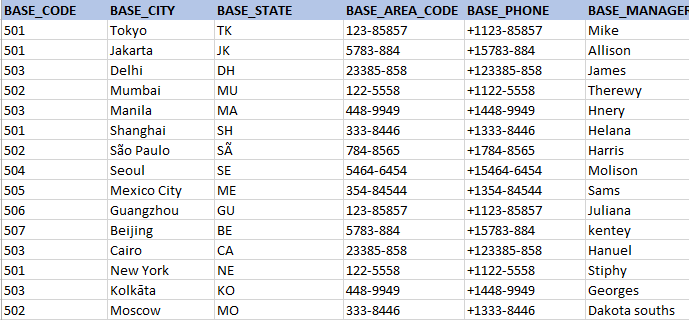 BASE_CODE BASE_CITY BASE_STATE BASE_AREA_CODE BASE_PHONE BASE_MANAGER
501 Tokyo TK 123-85857 +1123-85857 Mike
501 Jakarta JK 5783-884 +15783-884 Allison
503 Delhi DH 23385-858 +123385-858 James
502 Mumbai MU 122-5558 +1122-5558 Therewy
503 Manila MA 448-9949 +1448-9949 Hnery
501 Shanghai SH 333-8446 +1333-8446 Helana
502 São Paulo SÃ 784-8565 +1784-8565 Harris
504 Seoul SE 5464-6454 +15464-6454 Molison
505 Mexico City ME 354-84544 +1354-84544 Sams
506 Guangzhou GU 123-85857 +1123-85857 Juliana
507 Beijing BE 5783-884 +15783-884 kentey
503 Cairo CA 23385-858 +123385-858 Hanuel
501 New York NE 122-5558 +1122-5558 Stiphy
503 Kolkāta KO 448-9949 +1448-9949 Georges
502 Moscow MO 333-8446 +1333-8446 Dakota souths